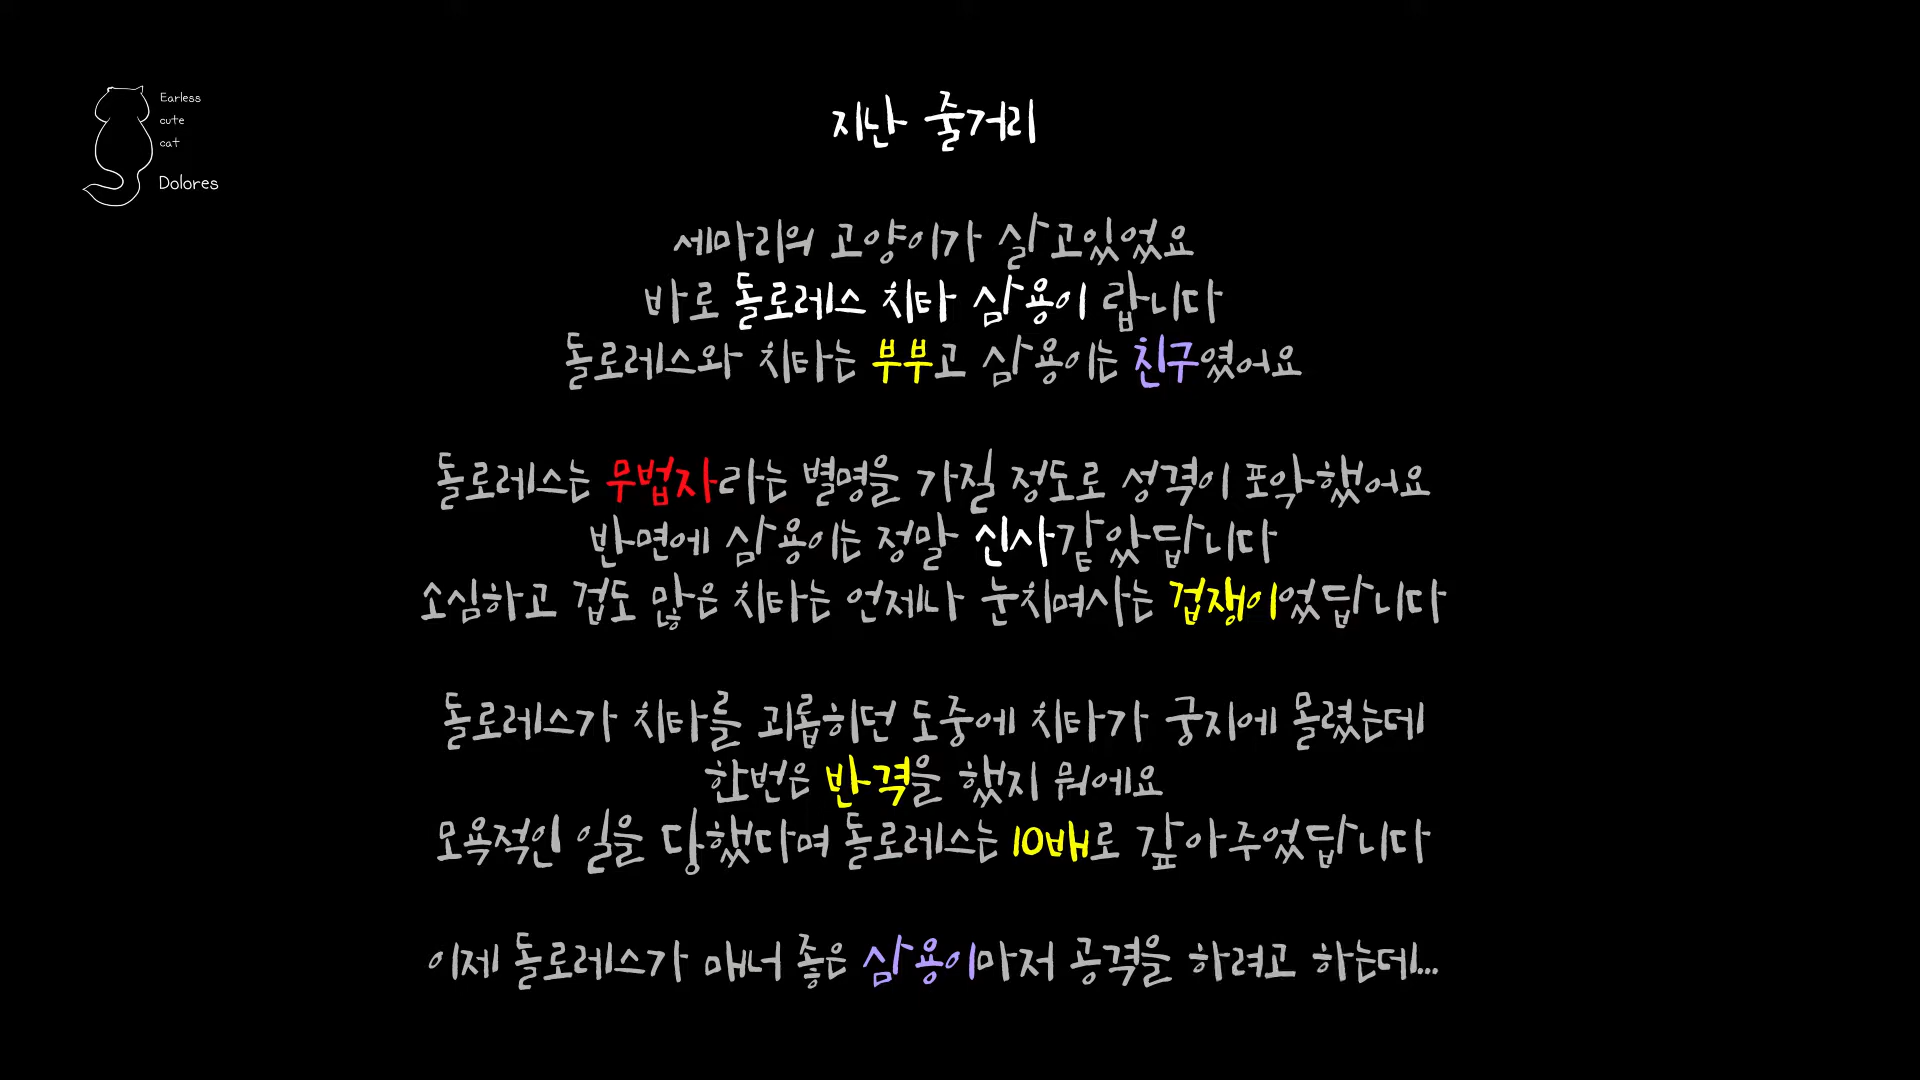 Earless
cute
cat
Dolores
지난 줄거리
세마리의 고양이가 살고있었요
바로 돌로레스 치타 삼용이 랍니다
돌로레스와 치타는 부부고 삼용이는 친구였어요
돌로레스는 무법자라는 별명을 가질 정도로 성격이 포악했어요
반면에 삼용이는 정말 신사같았답니다
소심하고 겁도 많은 치타는 언제나 눈치며사는 겁쟁이었답니다
돌로레스가 치타를 괴롭히던 도중에 치타가 궁지에 몰렸는데
한번은 반격을 했지 뭐에요
모욕적인 일을 당했다며 돌로레스는 10배로 갚아주었답니다
이제 돌로레스가 매너 좋은 삼용이마저 공격을 하려고 하는데...